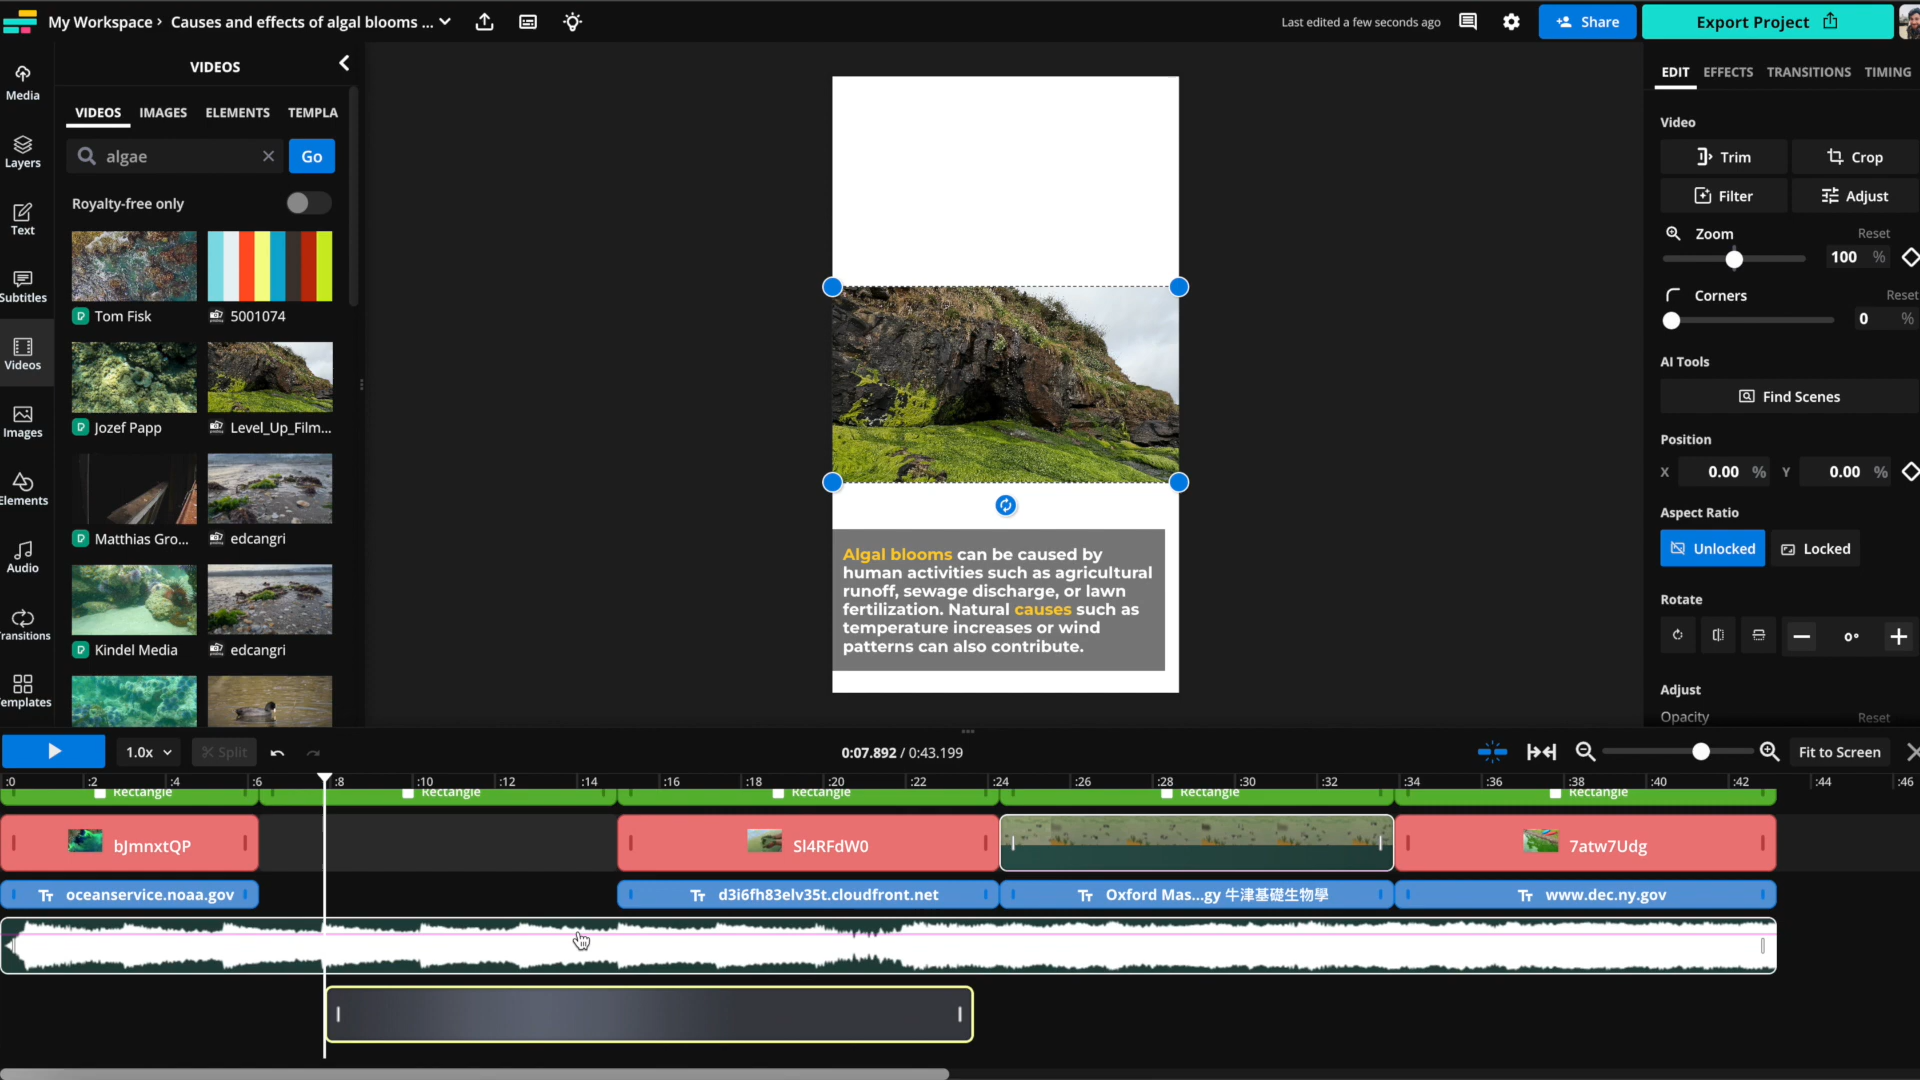 My Workspace › Causes and effects of algal blooms ...
Last edited a few seconds ago
Share
Export Project
Media
Layers
Text
Subtitles
Videos
Images
Elements
Audio
ransitions
emplates
VIDEOS
VIDEOS IMAGES ELEMENTS TEMPLA
algae
Go
Royalty-free only
Tom Fisk
5001074
Jozef Papp
Level_Up_Film...
Matthias Gro...
edcangri
Kindel Media
edcangri
Algal blooms can be caused by
human activities such as agricultural
runoff, sewage discharge, or lawn
fertilization. Natural causes such as
temperature increases or wind
patterns can also contribute.
EDIT EFFECTS TRANSITIONS TIMING
Video
Trim
Crop
Filter
Adjust
Zoom
Reset
100 %
Corners
Reset
0 %
AI Tools
Find Scenes
Position
X 0.00 % Y 0.00 %
Aspect Ratio
Unlocked
Locked
Rotate
0°
Adjust
Opacity
Reset
1.0x
Split
0:07.892 / 0:43.199
Fit to Screen
:0 :2 :4 :6 :8 :10 :12 :14 :16 :18 :20 :22 :24 :26 :28 :30 :32 :34 :36 :38 :40 :42 :44 :46
Rectangle Rectangle Rectangle Rectangle Rectangle
bJmnxtQP
Sl4RFdW0
7atw7Udg
oceanservice.noaa.gov
d3i6fh83elv35t.cloudfront.net
Oxford Mas...gy 牛津基礎生物學
www.dec.ny.gov